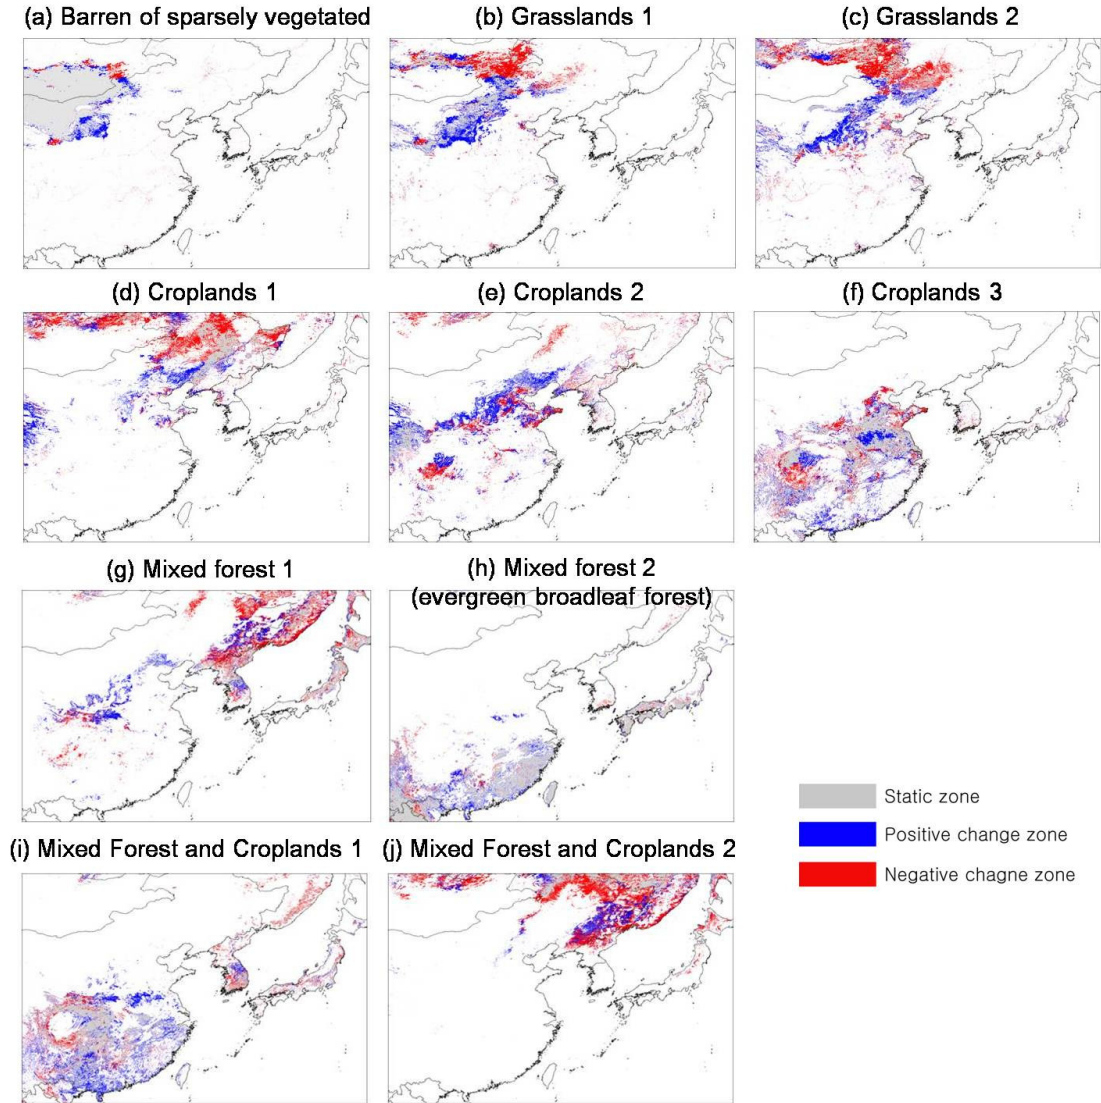 (a) Barren of sparsely vegetated
(b) Grasslands 1
(c) Grasslands 2
(d) Croplands 1
(e) Croplands 2
(f) Croplands 3
(g) Mixed forest 1
(h) Mixed forest 2
(evergreen broadleaf forest)
Static zone
Positive change zone
Negative chagne zone
(i) Mixed Forest and Croplands 1
(j) Mixed Forest and Croplands 2